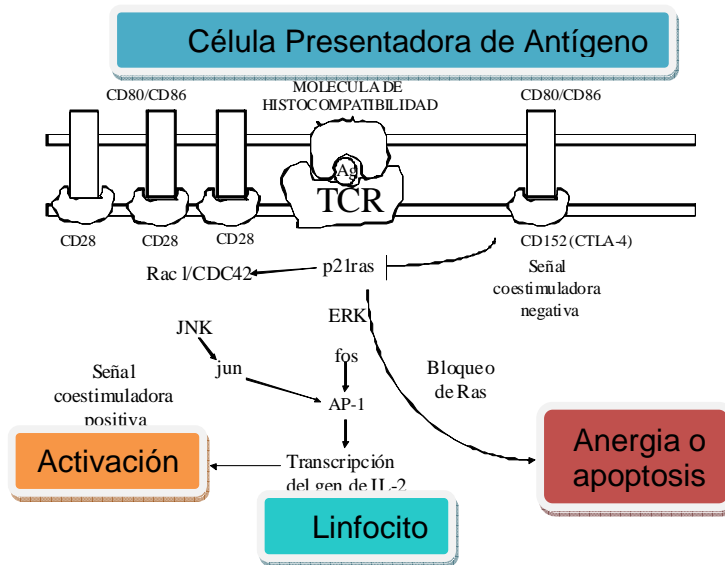 Célula Presentadora de Antígeno
CD80/CD86
MOLECULA DE
HISTOCOMPATIBILIDAD
CD80/CD86
Ag
TCR
CD28
CD28
CD28
CD152 (CTLA-4)
Rac 1/CDC42
p21ras
Señal
coestimuladora
negativa
JNK
ERK
jun
fos
Señal
coestimuladora
positiva
AP-1
Bloqueo
de Ras
Activación
Transcripción
del gen de IL-2
Anergia o
apoptosis
Linfocito